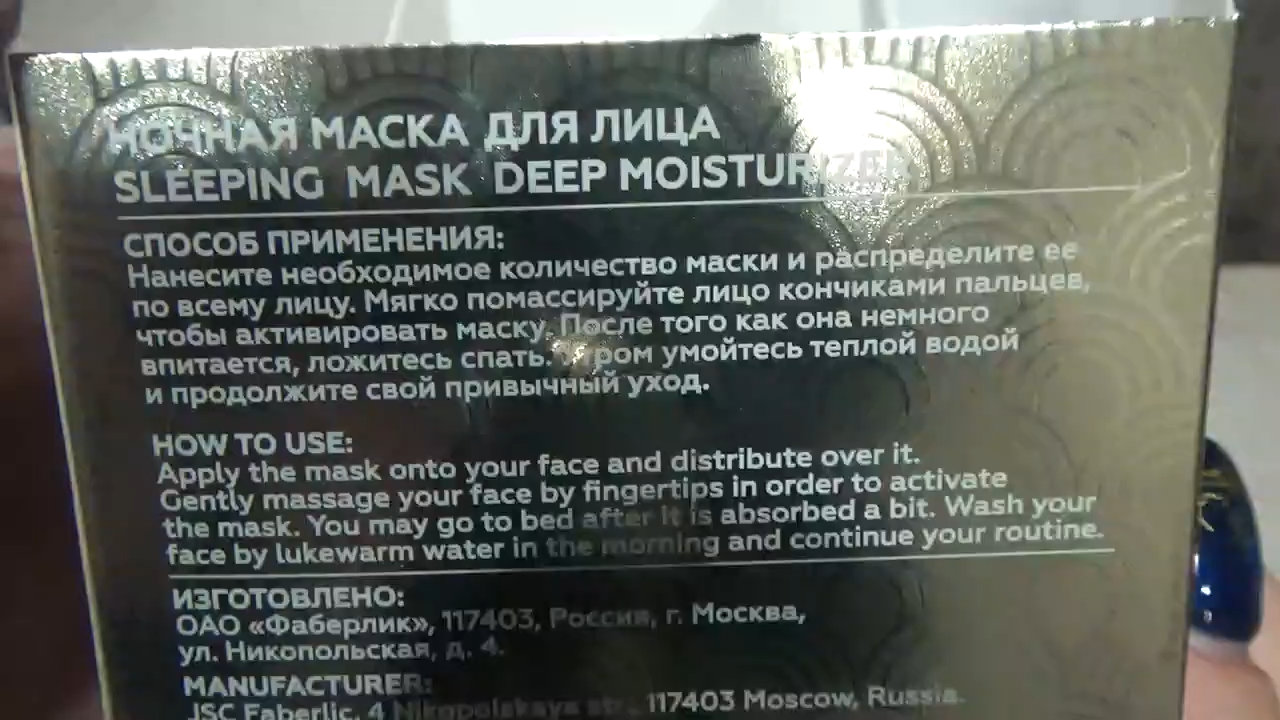 НОЧНАЯ МАСКА ДЛЯ ЛИЦА
SLEEPING MASK DEEP MOISTURIZER
СПОСОБ ПРИМЕНЕНИЯ:
Нанесите необходимое количество маски и распределите ее
по всему лицу. Мягко помассируйте лицо кончиками пальцев,
чтобы активировать маску. После того как она немного
впитается, ложитесь спать. Утром умойтесь теплой водой
и продолжите свой привычный уход.
HOW TO USE:
Apply the mask onto your face and distribute over it.
Gently massage your face by fingertips in order to activate
the mask. You may go to bed after it is absorbed a bit. Wash your
face by lukewarm water in the morning and continue your routine.
ИЗГОТОВЛЕНО:
ОАО «Фаберлик», 117403, Россия, г. Москва,
ул. Никопольская, д. 4.
MANUFACTURER:
JSC Faberlic, 4 Nikopolskaya str., 117403 Moscow, Russia.